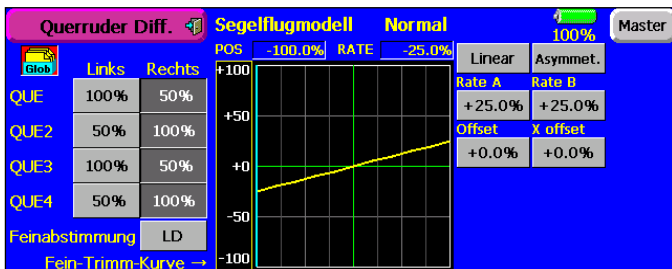 Querruder Diff. Segelflugmodell Normal 100% Master
POS -100.0% RATE -25.0%
Glob Links Rechts
QUE 100% 50%
QUE2 50% 100%
QUE3 100% 50%
QUE4 50% 100%
Feinabstimmung LD
Fein-Trimm-Kurve →
+100
+50
+0
-50
-100
Linear Asymmet.
Rate A Rate B
+25.0% +25.0%
Offset X offset
+0.0% +0.0%